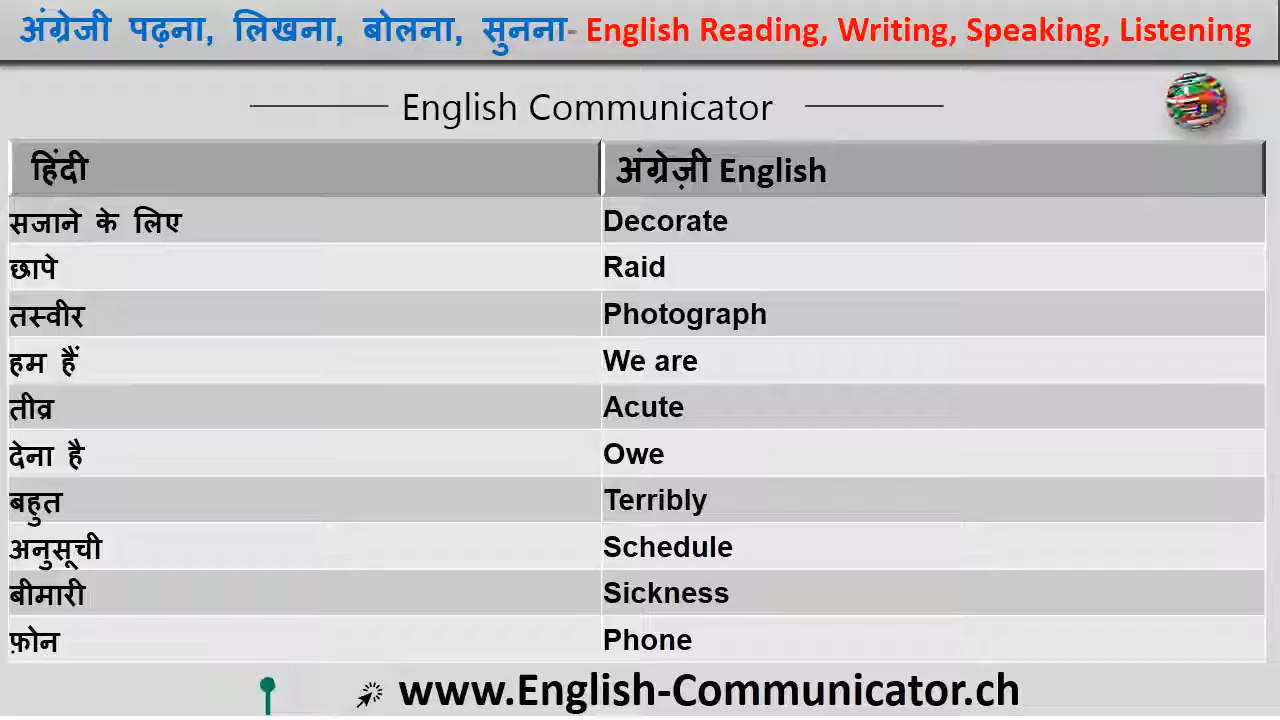 अंग्रेजी पढ़ना, लिखना, बोलना, सुनना- English Reading, Writing, Speaking, Listening
English Communicator
हिंदी अंग्रेज़ी English
सजाने के लिए Decorate
छापे Raid
तस्वीर Photograph
हम हैं We are
तीव्र Acute
देना है Owe
बहुत Terribly
अनुसूची Schedule
बीमारी Sickness
फ़ोन Phone
www.English-Communicator.ch